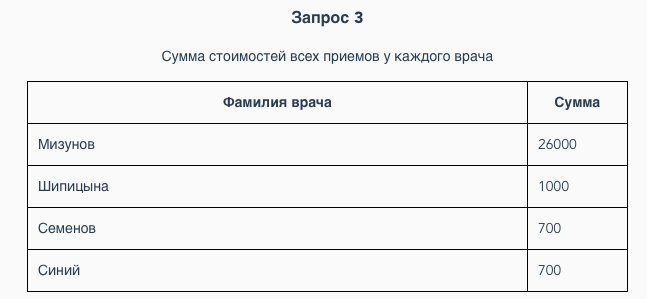 Запрос 3
Сумма стоимостей всех приемов у каждого врача
Фамилия врача Сумма
Мизунов 26000
Шипицына 1000
Семенов 700
Синий 700